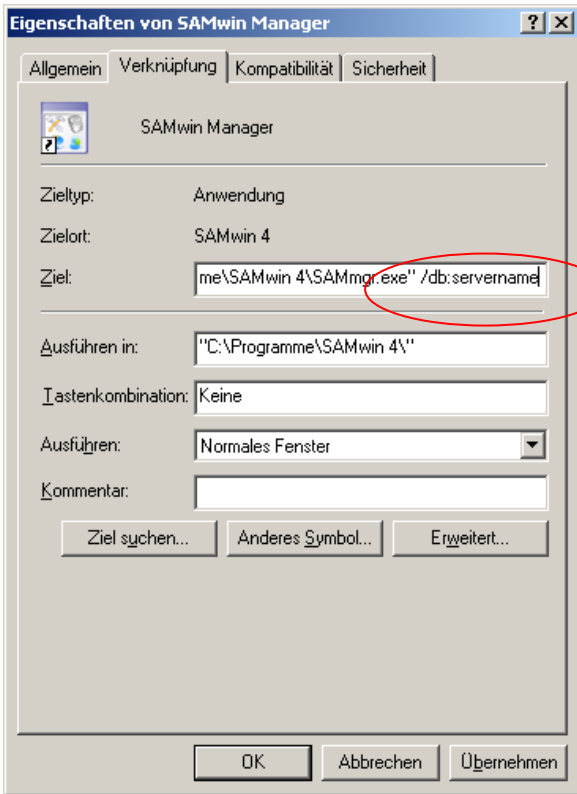 Eigenschaften von SAMwin Manager
Allgemein Verknüpfung Kompatibilität Sicherheit
SAMwin Manager
Zieltyp: Anwendung
Zielort: SAMwin 4
Ziel: me\SAMwin 4\SAMmgr.exe" /db:servername
Ausführen in: "C:\Programme\SAMwin 4\"
Tastenkombination: Keine
Ausführen: Normales Fenster
Kommentar:
Ziel suchen... Anderes Symbol... Erweitert...
OK Abbrechen Übernehmen